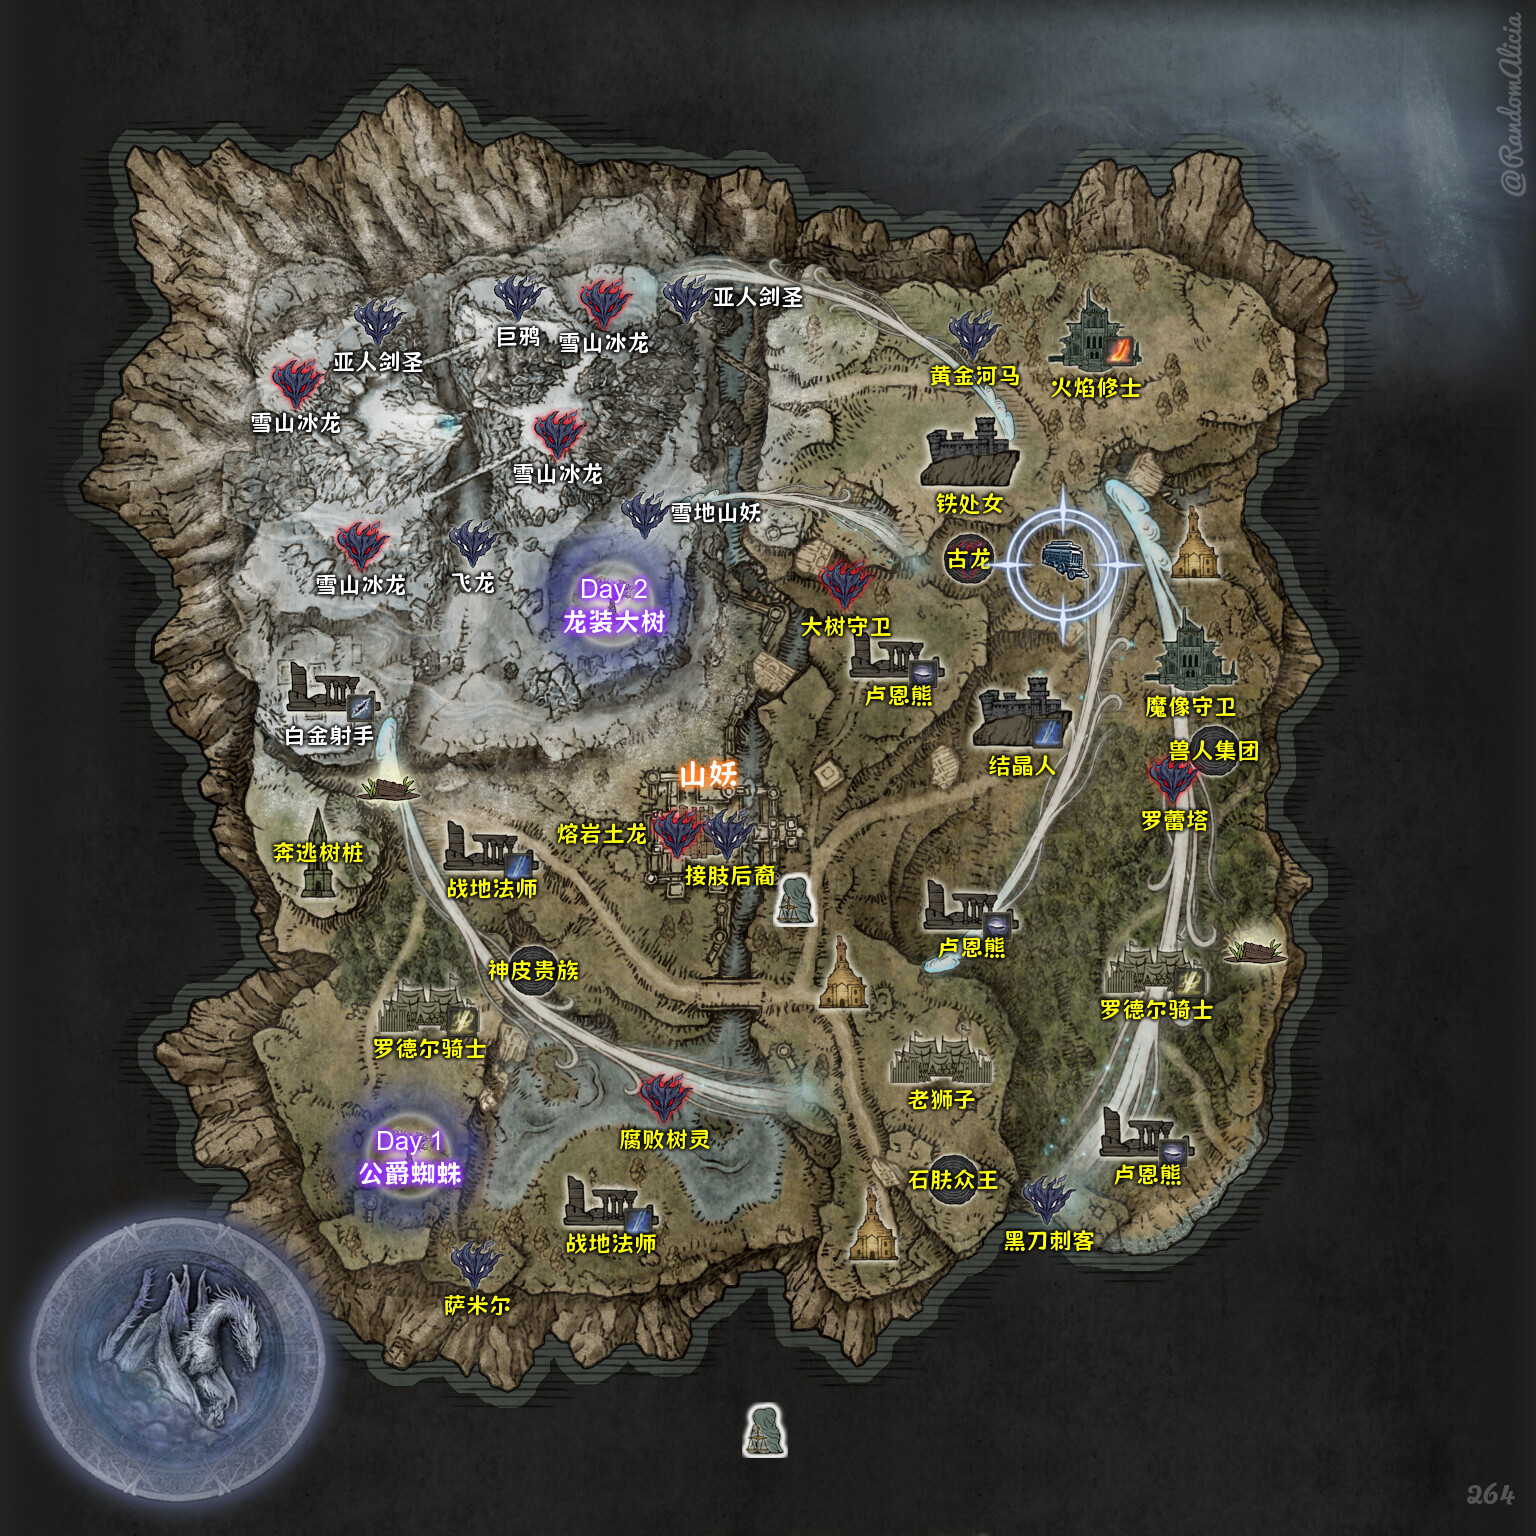 @RandomAlicia
亚人剑圣
巨鸦
雪山冰龙
亚人剑圣
黄金河马
火焰修士
雪山冰龙
雪山冰龙
铁处女
雪地山妖
古龙
雪山冰龙
飞龙
Day 2
龙装大树
大树守卫
卢恩熊
魔像守卫
白金射手
兽人集团
结晶人
山妖
罗蕾塔
熔岩土龙
奔逃树桩
接肢后裔
战地法师
卢恩熊
神皮贵族
罗德尔骑士
罗德尔骑士
老狮子
Day 1
公爵蜘蛛
腐败树灵
石肤众王
卢恩熊
战地法师
黑刀刺客
萨米尔
264